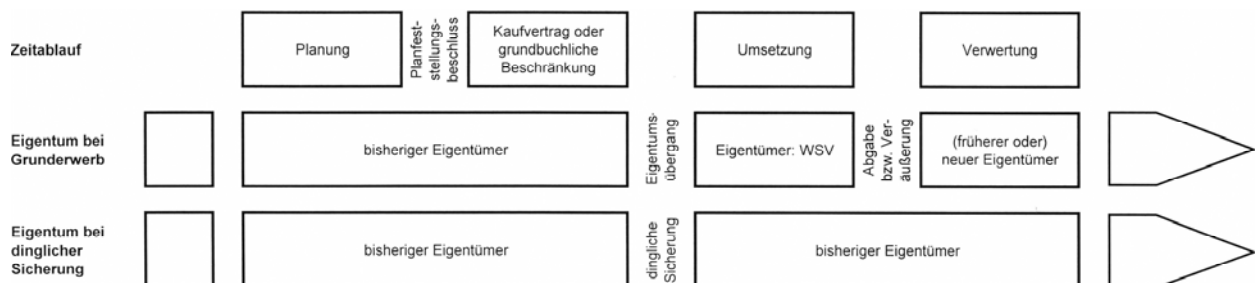 Zeitablauf
Planung
Planfest-
stellungs-
beschluss
Kaufvertrag oder
grundbuchliche
Beschränkung
Umsetzung
Verwertung
Eigentum bei
Grunderwerb
bisheriger Eigentümer
Eigentums-
übergang
Eigentümer: WSV
Abgabe
bzw. Ver-
äußerung
(früherer oder)
neuer Eigentümer
Eigentum bei
dinglicher
Sicherung
bisheriger Eigentümer
dingliche
Sicherung
bisheriger Eigentümer